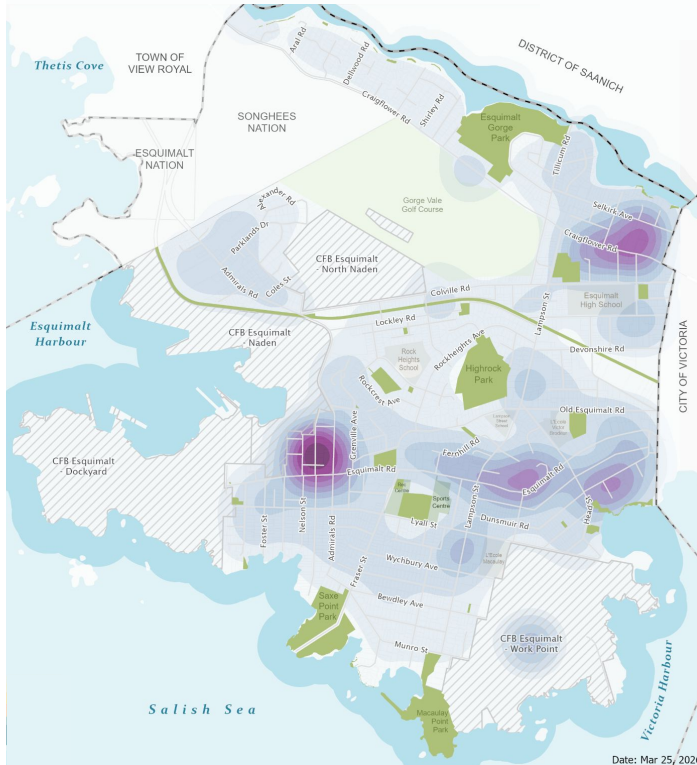 Thetis Cove
TOWN OF
VIEW ROYAL
DISTRICT OF SAANICH
Aral Rd
Dellwood Rd
Craigflower Rd
Shirley Rd
SONGHEES
NATION
Esquimalt
Gorge
Park
Tillicum Rd
ESQUIMALT
NATION
Alexander Rd
Gorge Vale
Golf Course
Selkirk Ave
Parklands Dr
Craigflower Rd
CFB Esquimalt
- North Naden
Admirals Rd
Coles St
Colville Rd
Esquimalt
High School
Lampson St
Lockley Rd
Esquimalt
Harbour
CFB Esquimalt
- Naden
Rockheights Ave
Devonshire Rd
Rock
Heights
School
Highrock
Park
CITY OF VICTORIA
Rockcrest Ave
Old Esquimalt Rd
Grenville Ave
Fernhill Rd
CFB Esquimalt
- Dockyard
Esquimalt Rd
Esquimalt Rd
Sports
Centre
Lampson St
Head St
Foster St
Nelson St
Admirals Rd
Lyall St
Dunsmuir Rd
Wychbury Ave
Fraser St
Saxe
Point
Park
Bewdley Ave
CFB Esquimalt
- Work Point
Munro St
Salish Sea
Macaulay
Point
Park
Victoria Harbour
Date: Mar 25,